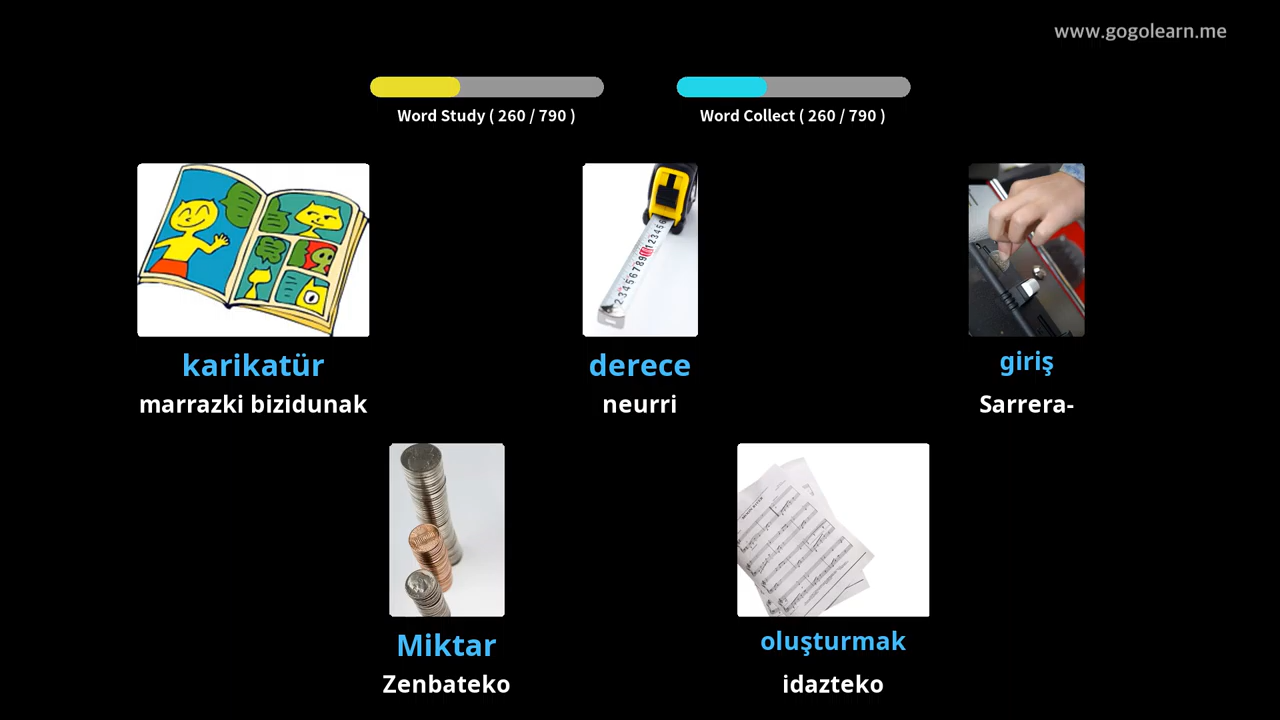 www.gogolearn.me
Word Study ( 260 / 790 )
Word Collect ( 260 / 790 )
karikatür
marrazki bizidunak
derece
neurri
giriş
Sarrera-
Miktar
Zenbateko
oluşturmak
idazteko